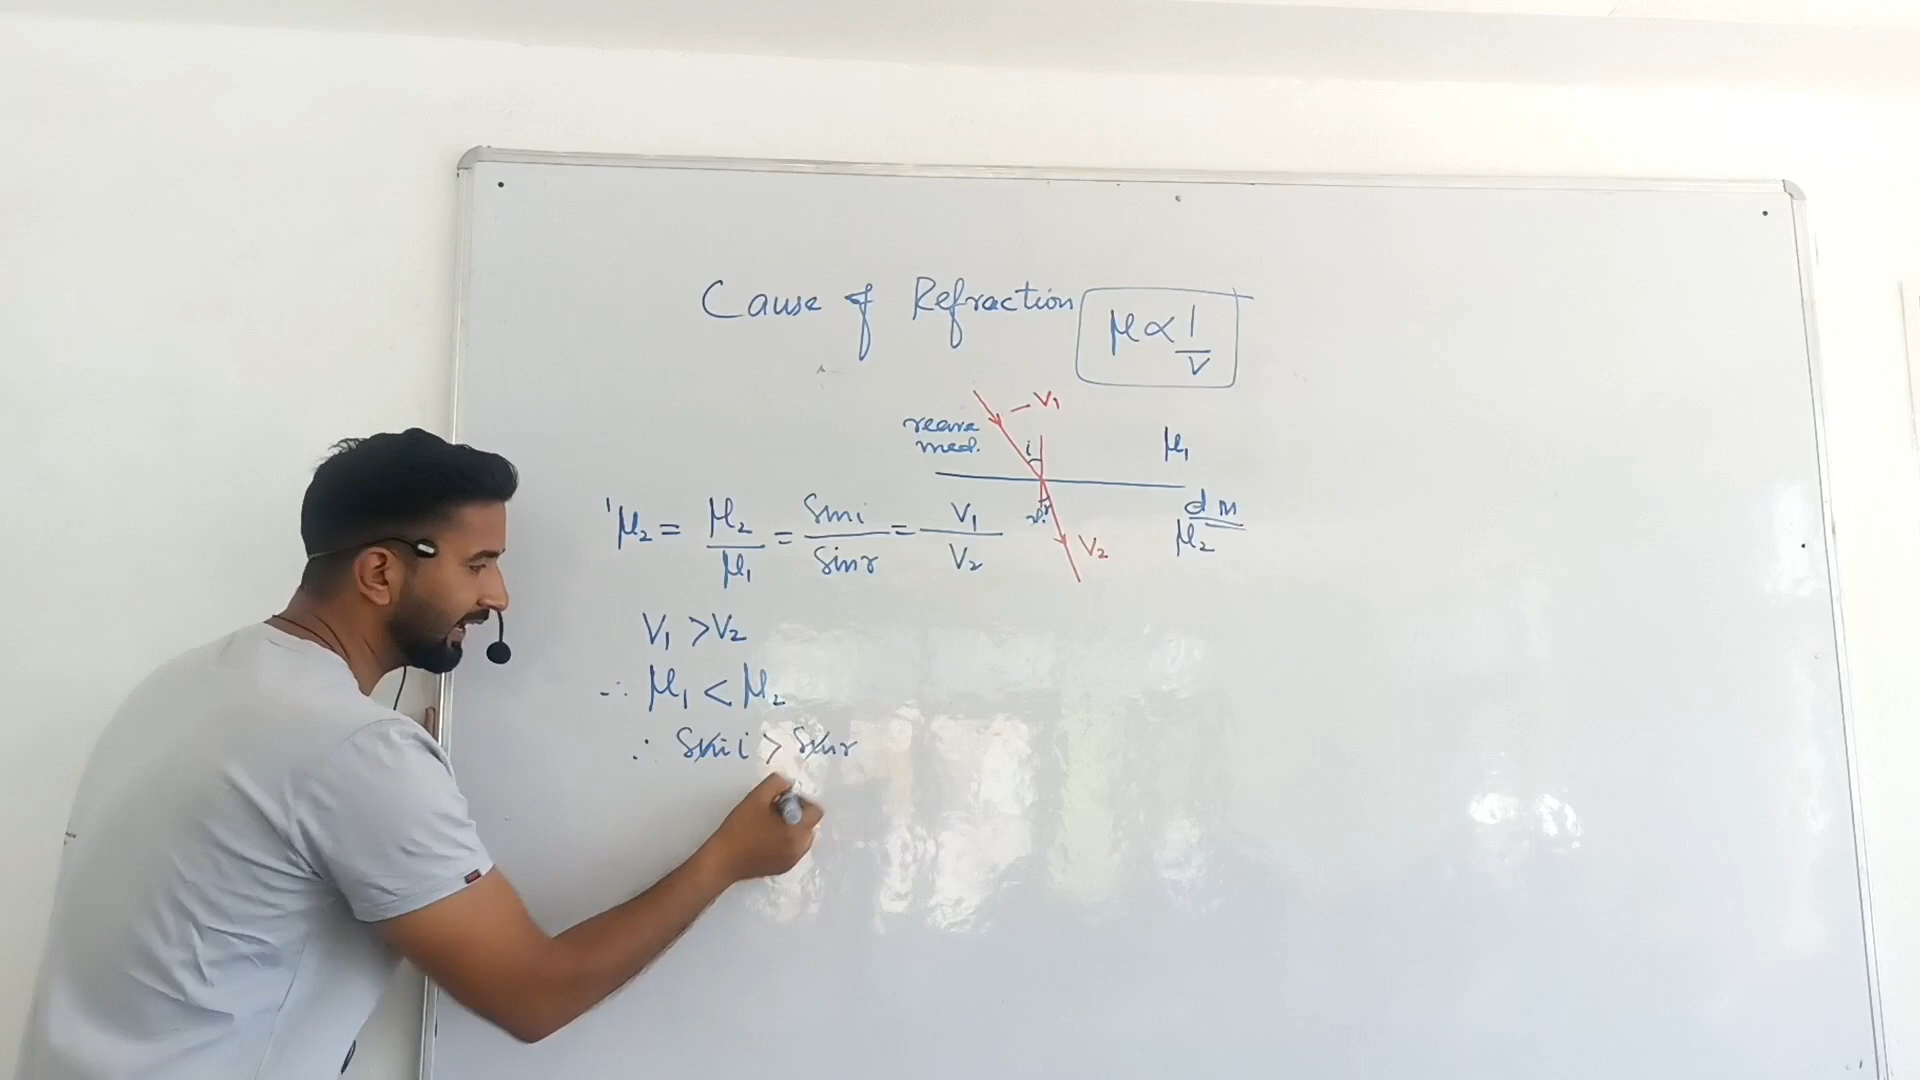 Cause of Refraction
μ ∝ 1/v
V₁
reare med.
i
μ₁
d m
μ₂
r
V₂
¹μ₂ = μ₂/μ₁ = Sin i/Sin r = V₁/V₂
V₁ > V₂
∴ μ₁ < μ₂
∴ Sin i > Sin r